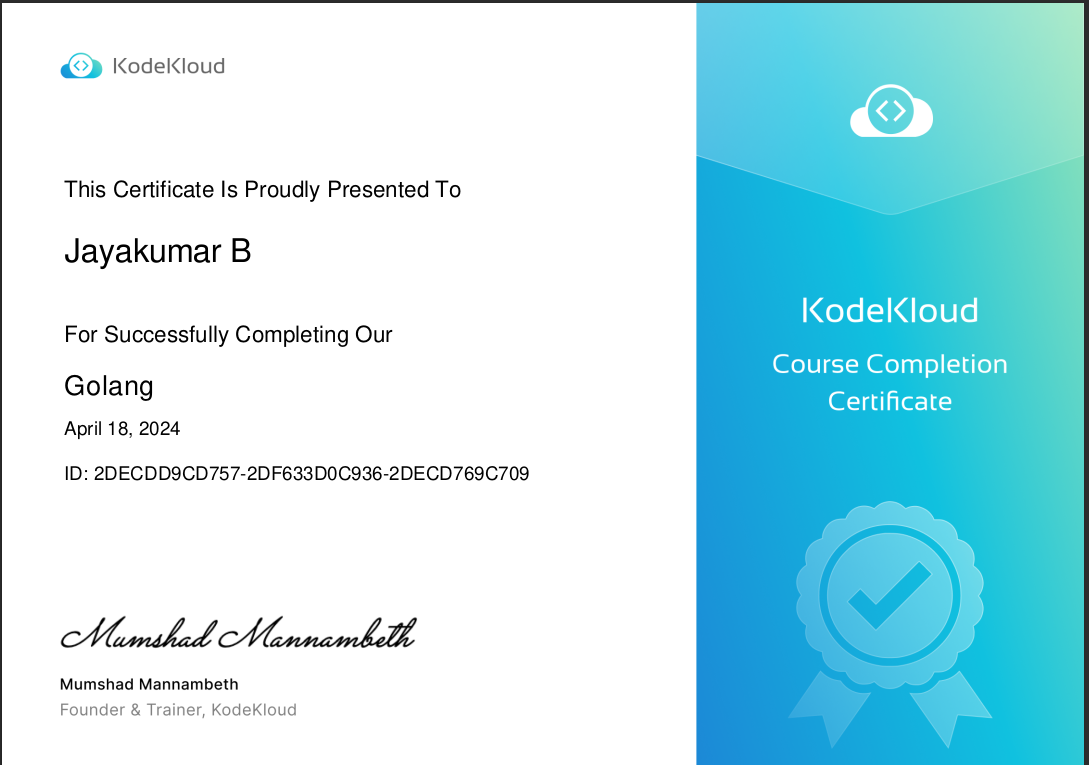 KodeKloud
This Certificate Is Proudly Presented To
Jayakumar B
For Successfully Completing Our
Golang
April 18, 2024
ID: 2DECDD9CD757-2DF633D0C936-2DECD769C709
Mumshad Mannambeth
Mumshad Mannambeth
Founder & Trainer, KodeKloud
KodeKloud
Course Completion
Certificate